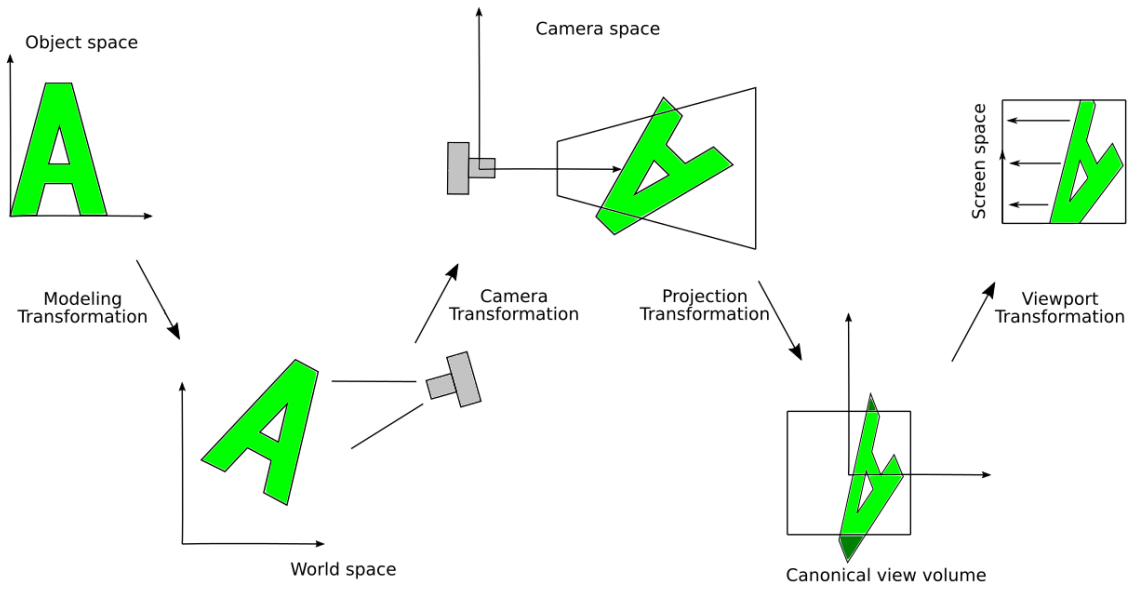 Object space
Camera space
Screen space
Modeling
Transformation
Camera
Transformation
Projection
Transformation
Viewport
Transformation
World space
Canonical view volume